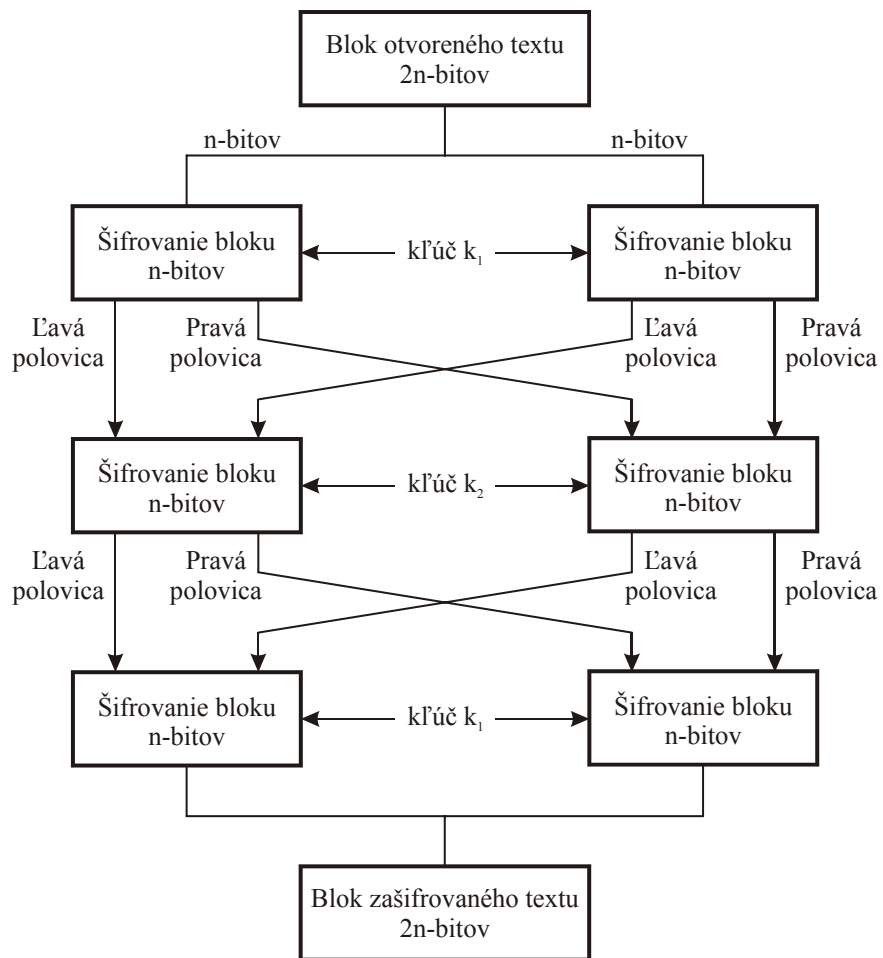 Blok otvoreného textu
2n-bitov
n-bitov
n-bitov
Šifrovanie bloku
n-bitov
kľúč k₁
Šifrovanie bloku
n-bitov
Ľavá
polovica
Pravá
polovica
Ľavá
polovica
Pravá
polovica
Šifrovanie bloku
n-bitov
kľúč k₂
Šifrovanie bloku
n-bitov
Ľavá
polovica
Pravá
polovica
Ľavá
polovica
Pravá
polovica
Šifrovanie bloku
n-bitov
kľúč k₁
Šifrovanie bloku
n-bitov
Blok zašifrovaného textu
2n-bitov